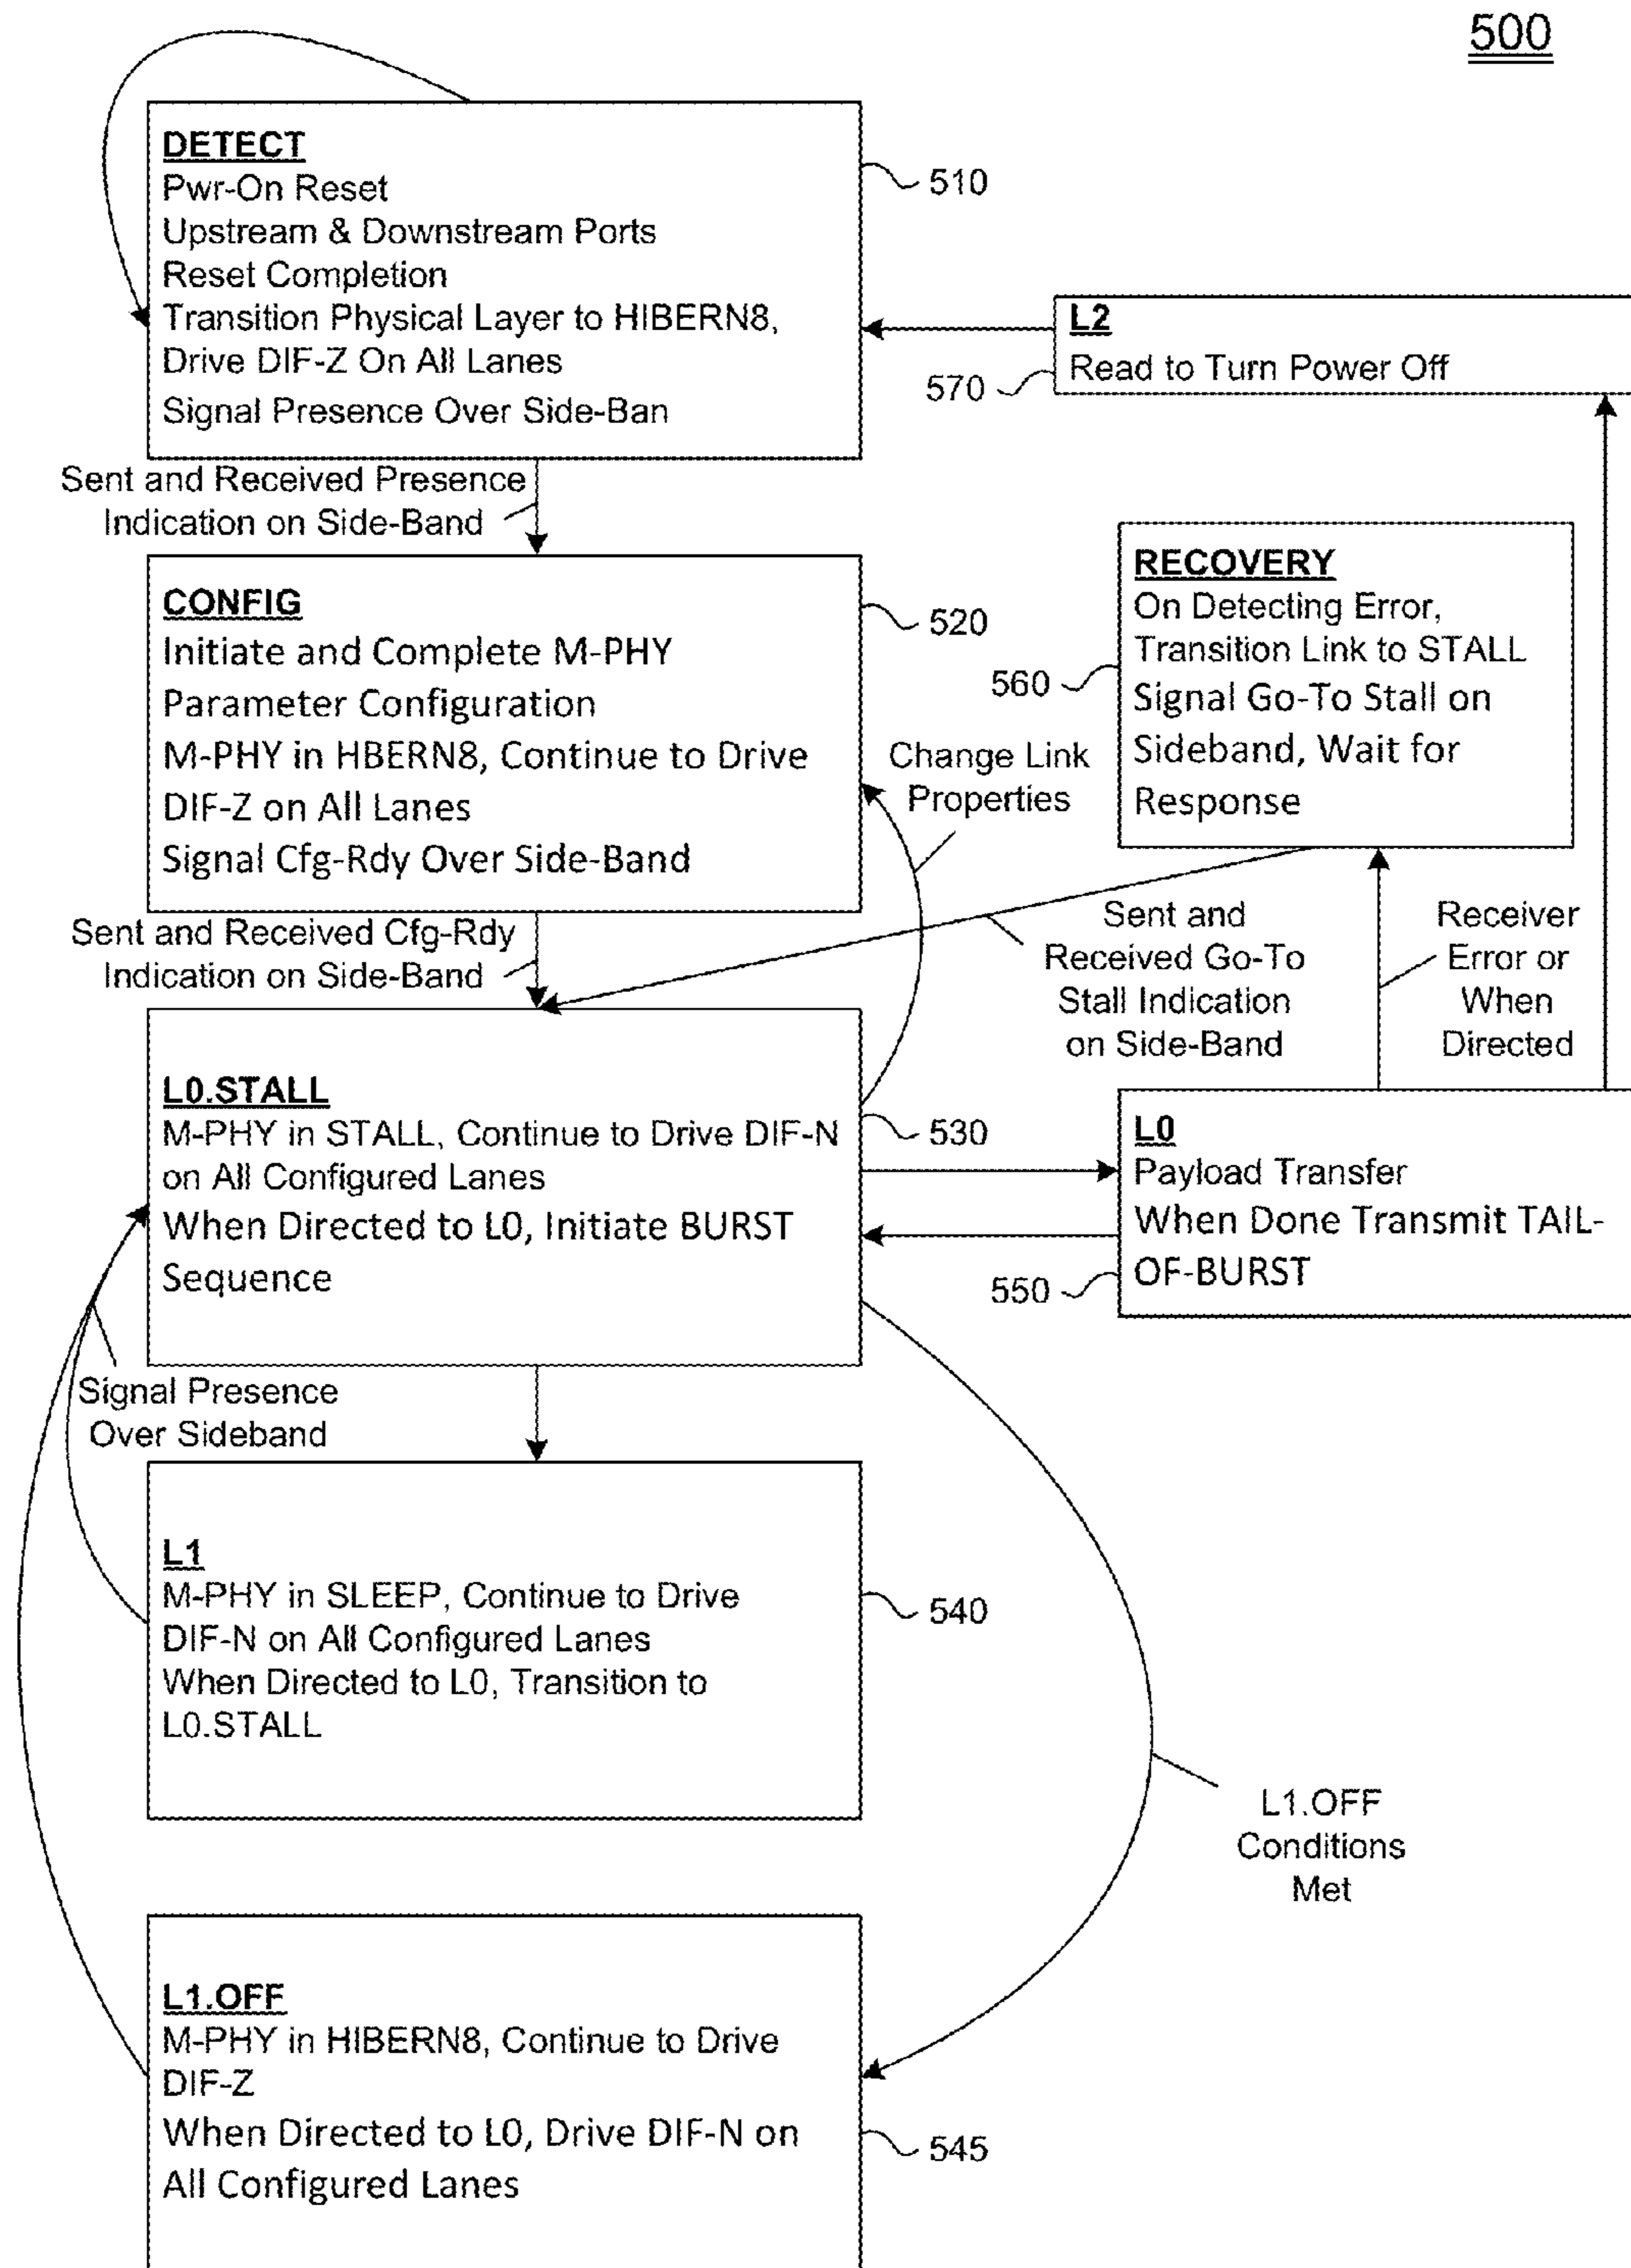 500
DETECT
Pwr-On Reset
Upstream & Downstream Ports
Reset Completion
Transition Physical Layer to HIBERN8,
Drive DIF-Z On All Lanes
Signal Presence Over Side-Ban
510
L2
Read to Turn Power Off
570
Sent and Received Presence
Indication on Side-Band
CONFIG
Initiate and Complete M-PHY
Parameter Configuration
M-PHY in HBERN8, Continue to Drive
DIF-Z on All Lanes
Signal Cfg-Rdy Over Side-Band
520
RECOVERY
On Detecting Error,
Transition Link to STALL
Signal Go-To Stall on
Sideband, Wait for
Response
560
Change Link
Properties
Sent and Received Cfg-Rdy
Indication on Side-Band
Sent and
Received Go-To
Stall Indication
on Side-Band
Receiver
Error or
When
Directed
L0.STALL
M-PHY in STALL, Continue to Drive DIF-N
on All Configured Lanes
When Directed to L0, Initiate BURST
Sequence
530
L0
Payload Transfer
When Done Transmit TAIL-
OF-BURST
550
Signal Presence
Over Sideband
L1
M-PHY in SLEEP, Continue to Drive
DIF-N on All Configured Lanes
When Directed to L0, Transition to
L0.STALL
540
L1.OFF
Conditions
Met
L1.OFF
M-PHY in HIBERN8, Continue to Drive
DIF-Z
When Directed to L0, Drive DIF-N on
All Configured Lanes
545